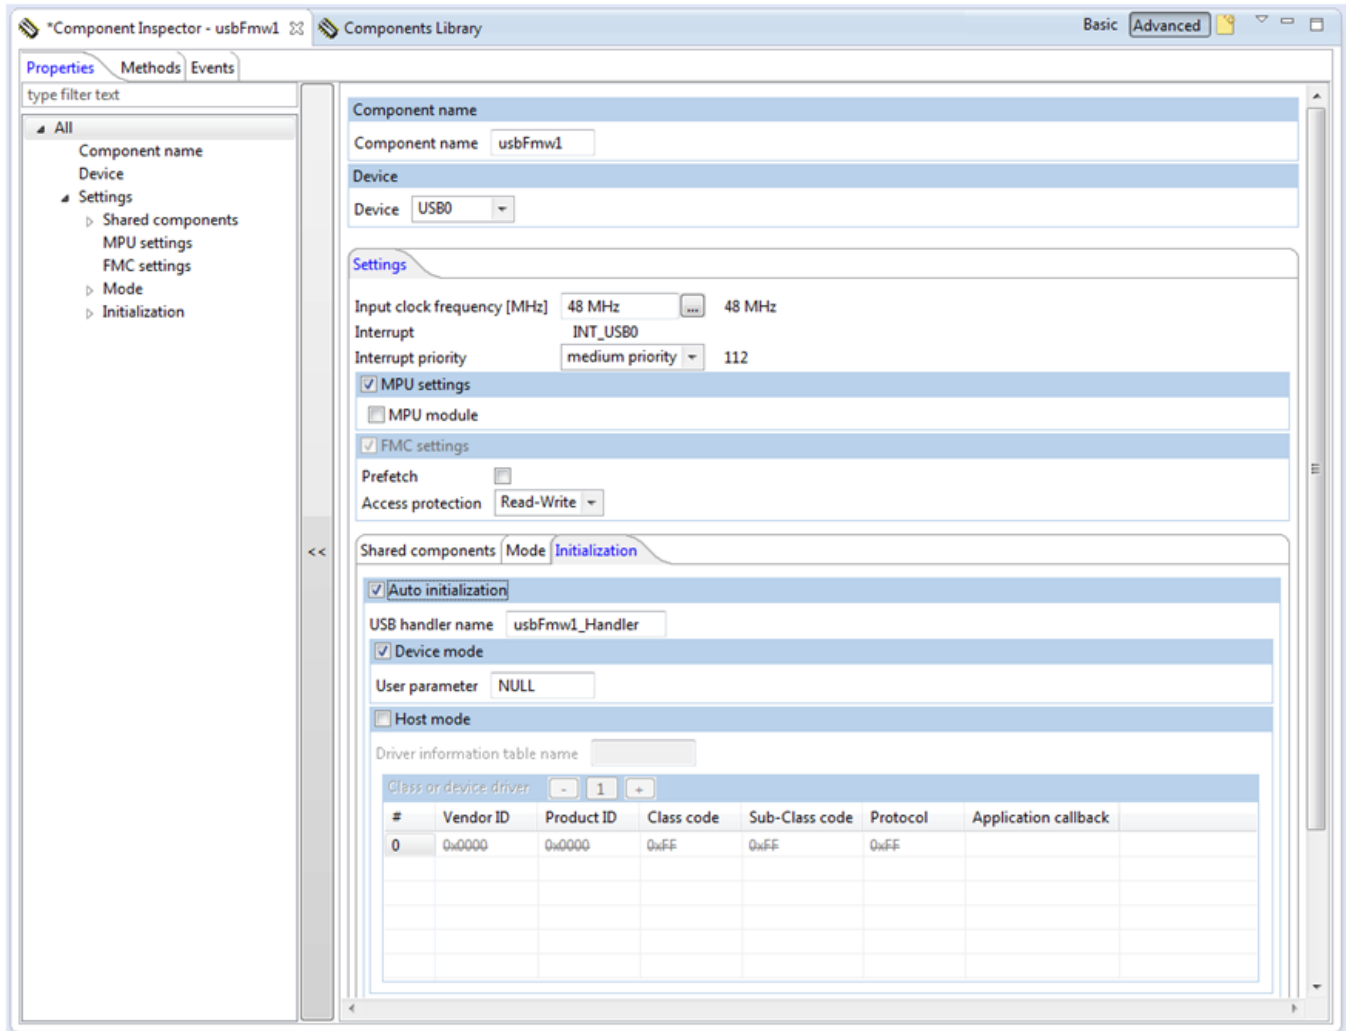 *Component Inspector - usbFmw1 Components Library Basic Advanced
Properties Methods Events
type filter text
All
Component name
Device
Settings
Shared components
MPU settings
FMC settings
Mode
Initialization
<<
Component name
Component name usbFmw1
Device
Device USB0
Settings
Input clock frequency [MHz] 48 MHz ... 48 MHz
Interrupt INT_USB0
Interrupt priority medium priority 112
MPU settings
MPU module
FMC settings
Prefetch
Access protection Read-Write
Shared components Mode Initialization
Auto initialization
USB handler name usbFmw1_Handler
Device mode
User parameter NULL
Host mode
Driver information table name
Class or device driver - 1 +
# Vendor ID Product ID Class code Sub-Class code Protocol Application callback
0 0x0000 0x0000 0xFF 0xFF 0xFF